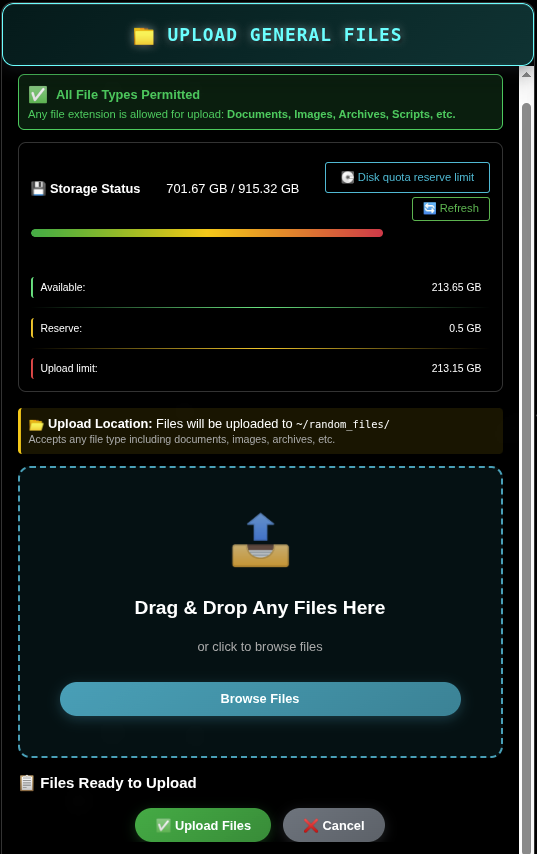 UPLOAD GENERAL FILES
All File Types Permitted
Any file extension is allowed for upload: Documents, Images, Archives, Scripts, etc.
Storage Status 701.67 GB / 915.32 GB
Disk quota reserve limit
Refresh
Available: 213.65 GB
Reserve: 0.5 GB
Upload limit: 213.15 GB
Upload Location: Files will be uploaded to ~/random_files/
Accepts any file type including documents, images, archives, etc.
Drag & Drop Any Files Here
or click to browse files
Browse Files
Files Ready to Upload
Upload Files Cancel